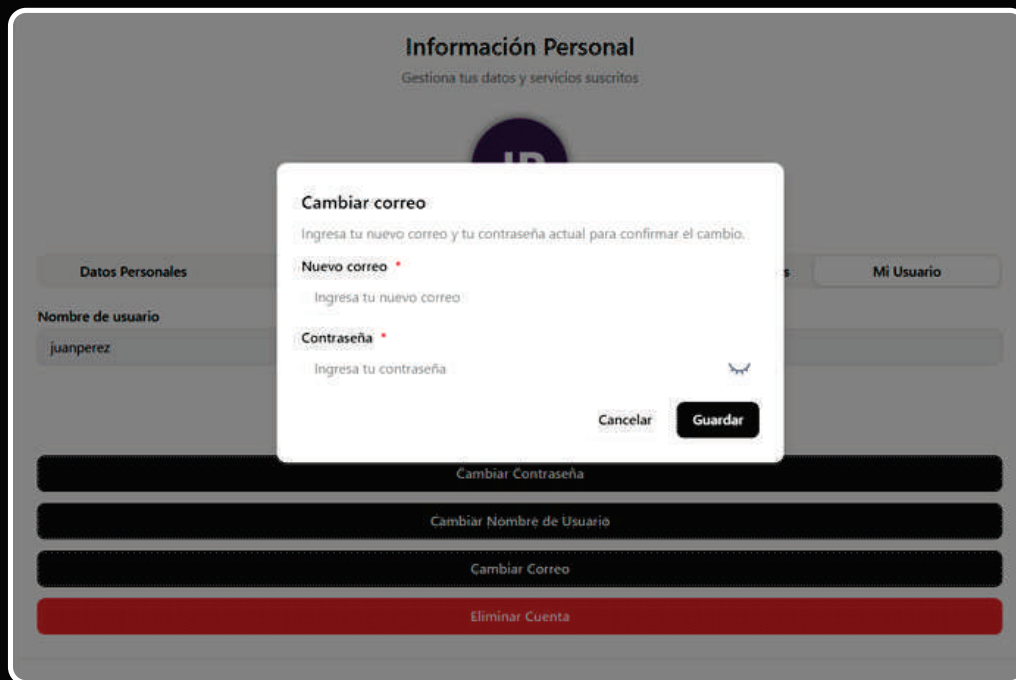 Información Personal
Gestiona tus datos y servicios suscritos
Cambiar correo
Ingresa tu nuevo correo y tu contraseña actual para confirmar el cambio.
Datos Personales
Mi Usuario
Nuevo correo *
Ingresa tu nuevo correo
Nombre de usuario
juanperez
Contraseña *
Ingresa tu contraseña
Cancelar
Guardar
Cambiar Contraseña
Cambiar Nombre de Usuario
Cambiar Correo
Eliminar Cuenta